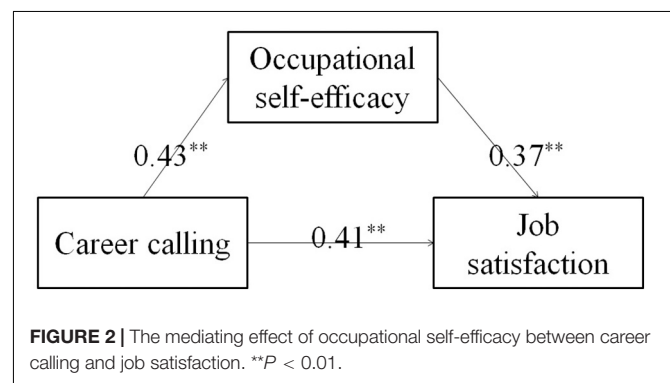 Occupational
self-efficacy
0.43**
0.37**
Career calling
0.41**
Job
satisfaction
FIGURE 2 | The mediating effect of occupational self-efficacy between career
calling and job satisfaction. **P < 0.01.